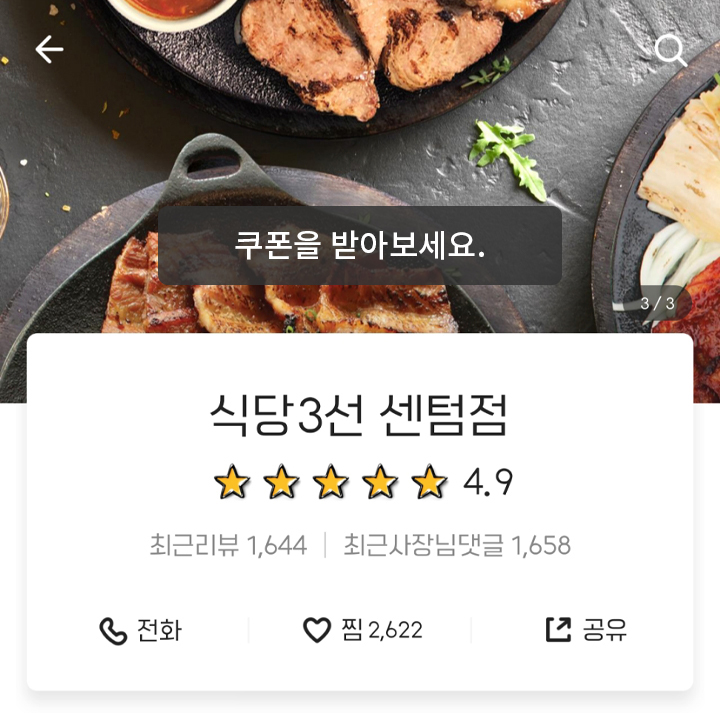 쿠폰을 받아보세요.
3 / 3
식당3선 센텀점
4.9
최근리뷰 1,644 | 최근사장님댓글 1,658
전화 찜 2,622 공유